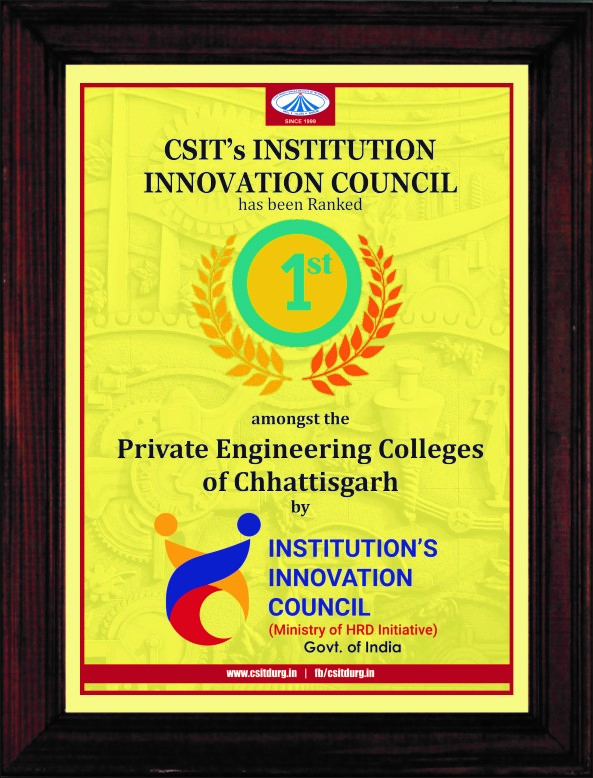 SINCE 1999
CSIT's INSTITUTION
INNOVATION COUNCIL
has been Ranked
1st
amongst the
Private Engineering Colleges
of Chhattisgarh
by
INSTITUTION'S
INNOVATION
COUNCIL
(Ministry of HRD Initiative)
Govt. of India
www.csitdurg.in | fb/csitdurg.in